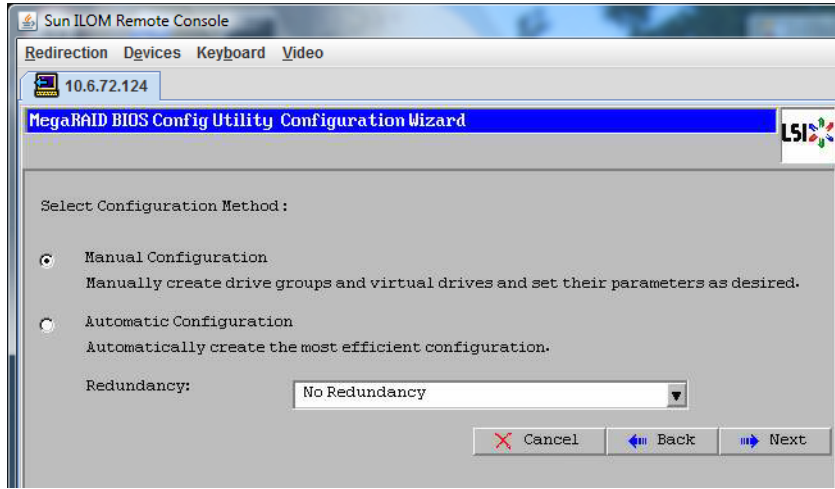 Sun ILOM Remote Console
Redirection Devices Keyboard Video
10.6.72.124
MegaRAID BIOS Config Utility Configuration Wizard
LSI
Select Configuration Method:
Manual Configuration
Manually create drive groups and virtual drives and set their parameters as desired.
Automatic Configuration
Automatically create the most efficient configuration.
Redundancy: No Redundancy
Cancel Back Next